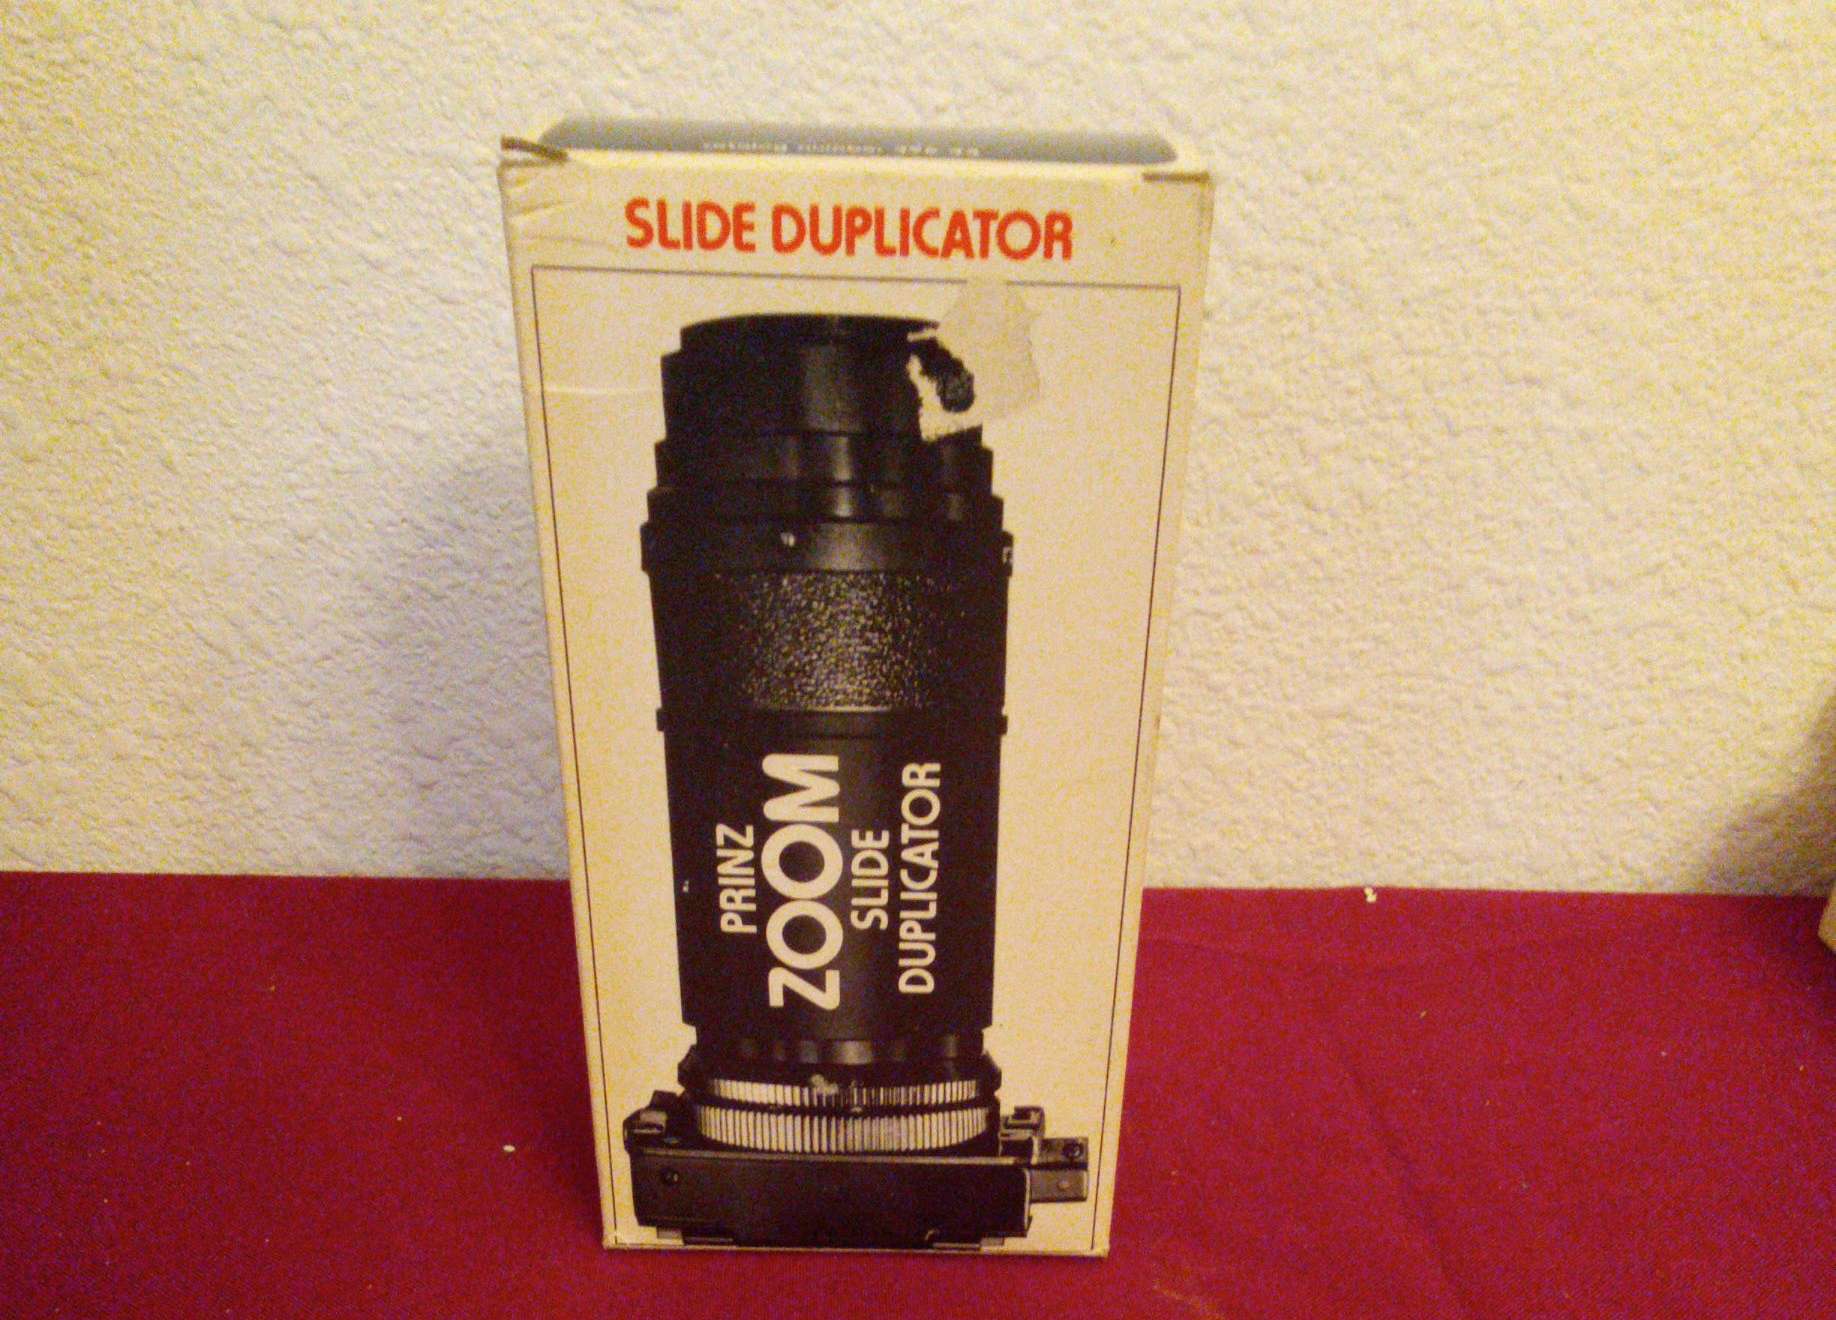 SLIDE DUPLICATOR
PRINZ
ZOOM
SLIDE
DUPLICATOR